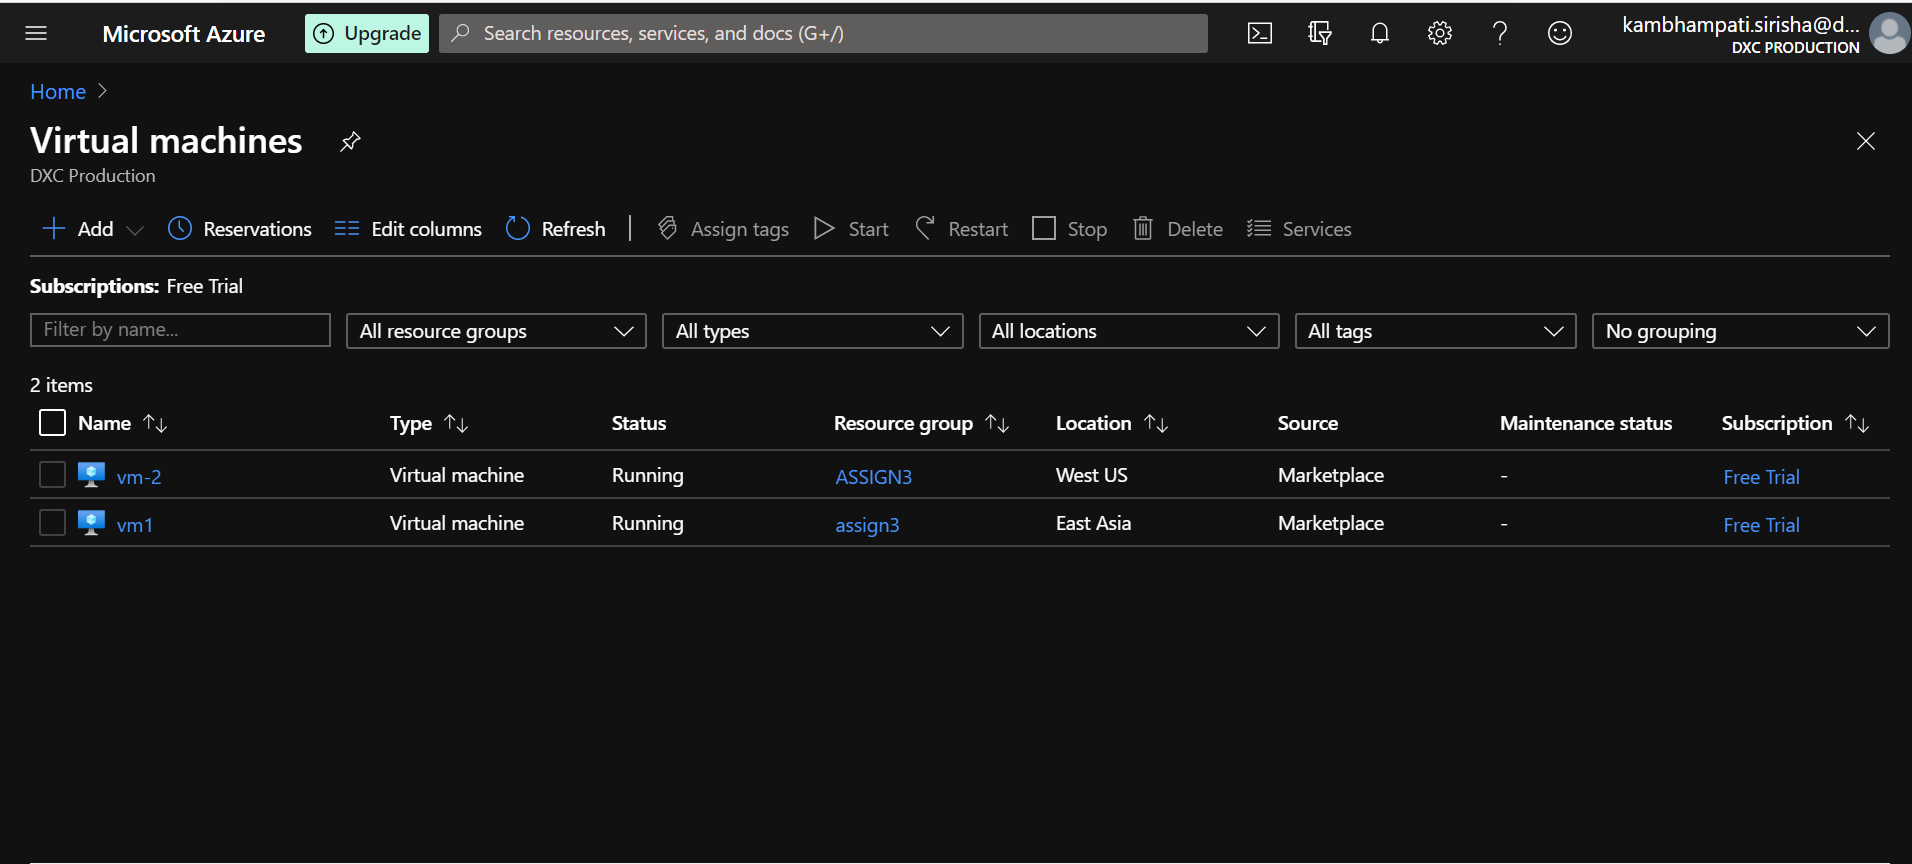 Microsoft Azure Upgrade Search resources, services, and docs (G+/) kambhampati.sirisha@d...
DXC PRODUCTION
Home
Virtual machines
DXC Production
Add Reservations Edit columns Refresh Assign tags Start Restart Stop Delete Services
Subscriptions: Free Trial
Filter by name... All resource groups All types All locations All tags No grouping
2 items
Name Type Status Resource group Location Source Maintenance status Subscription
vm-2 Virtual machine Running ASSIGN3 West US Marketplace - Free Trial
vm1 Virtual machine Running assign3 East Asia Marketplace - Free Trial